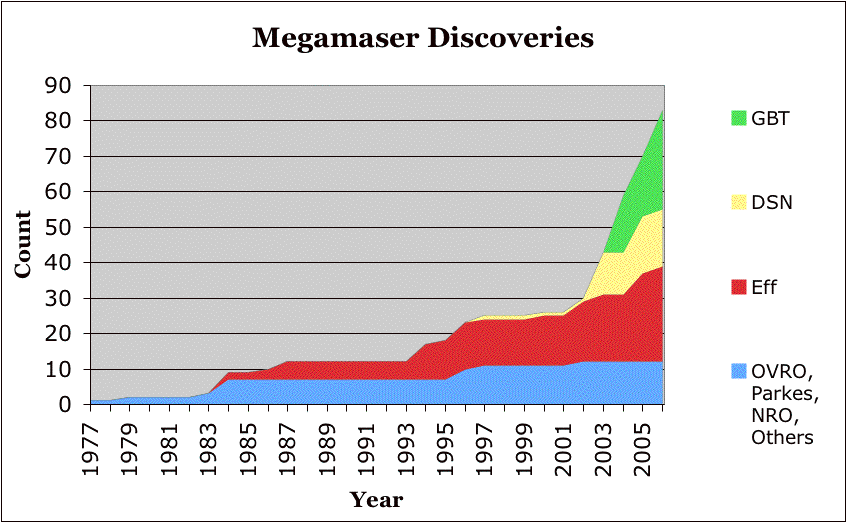 Megamaser Discoveries
90
80
70
60
50
40
30
20
10
0
Count
1977
1979
1981
1983
1985
1987
1989
1991
1993
1995
1997
1999
2001
2003
2005
Year
GBT
DSN
Eff
OVRO,
Parkes,
NRO,
Others